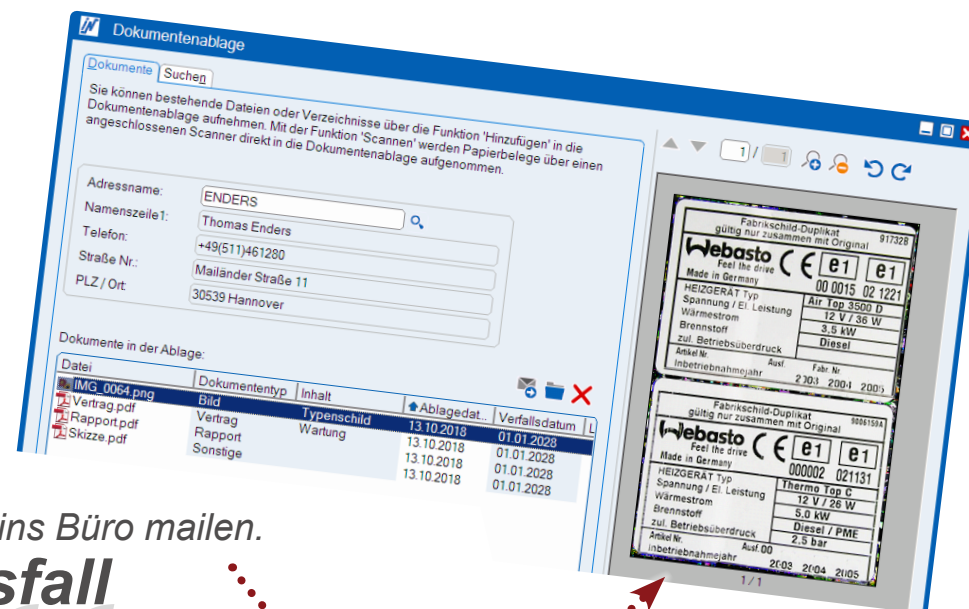 Dokumentenablage
Dokumente Suchen
Sie können bestehende Dateien oder Verzeichnisse über die Funktion 'Hinzufügen' in die
Dokumentenablage aufnehmen. Mit der Funktion 'Scannen' werden Papierbelege über einen
angeschlossenen Scanner direkt in die Dokumentenablage aufgenommen.
Adressname: ENDERS
Namenszeile1: Thomas Enders
Telefon: +49(511)461280
Straße Nr.: Mailänder Straße 11
PLZ / Ort: 30539 Hannover
Dokumente in der Ablage:
Datei Dokumententyp Inhalt Ablagedat... Verfallsdatum L
IMG_0064.png Bild Typenschild 13.10.2018 01.01.2028
Vertrag.pdf Vertrag Wartung 13.10.2018 01.01.2028
Rapport.pdf Rapport 13.10.2018 01.01.2028
Skizze.pdf Sonstige 13.10.2018 01.01.2028
1 / 1
Fabrikschild-Duplikat
gültig nur zusammen mit Original 917328
Webasto CE e1 e1
Feel the drive
Made in Germany 00 0015 02 1221
HEIZGERÄT Typ Air Top 3500 D
Spannung / El. Leistung 12 V / 36 W
Wärmestrom 3,5 kW
Brennstoff Diesel
zul. Betriebsüberdruck
Artikel Nr. Ausf. Fabr. Nr.
Inbetriebnahmejahr 2003 2004 2005
Fabrikschild-Duplikat
gültig nur zusammen mit Original 9006159A
Webasto CE e1 e1
Feel the drive
Made in Germany 000002 021131
HEIZGERÄT Typ Thermo Top C
Spannung / El. Leistung 12 V / 26 W
Wärmestrom 5,0 kW
Brennstoff Diesel / PME
zul. Betriebsüberdruck 2.5 bar
Artikel Nr. Ausf. 00
Inbetriebnahmejahr 2003 2004 2005
1 / 1
ins Büro mailen.
sfall